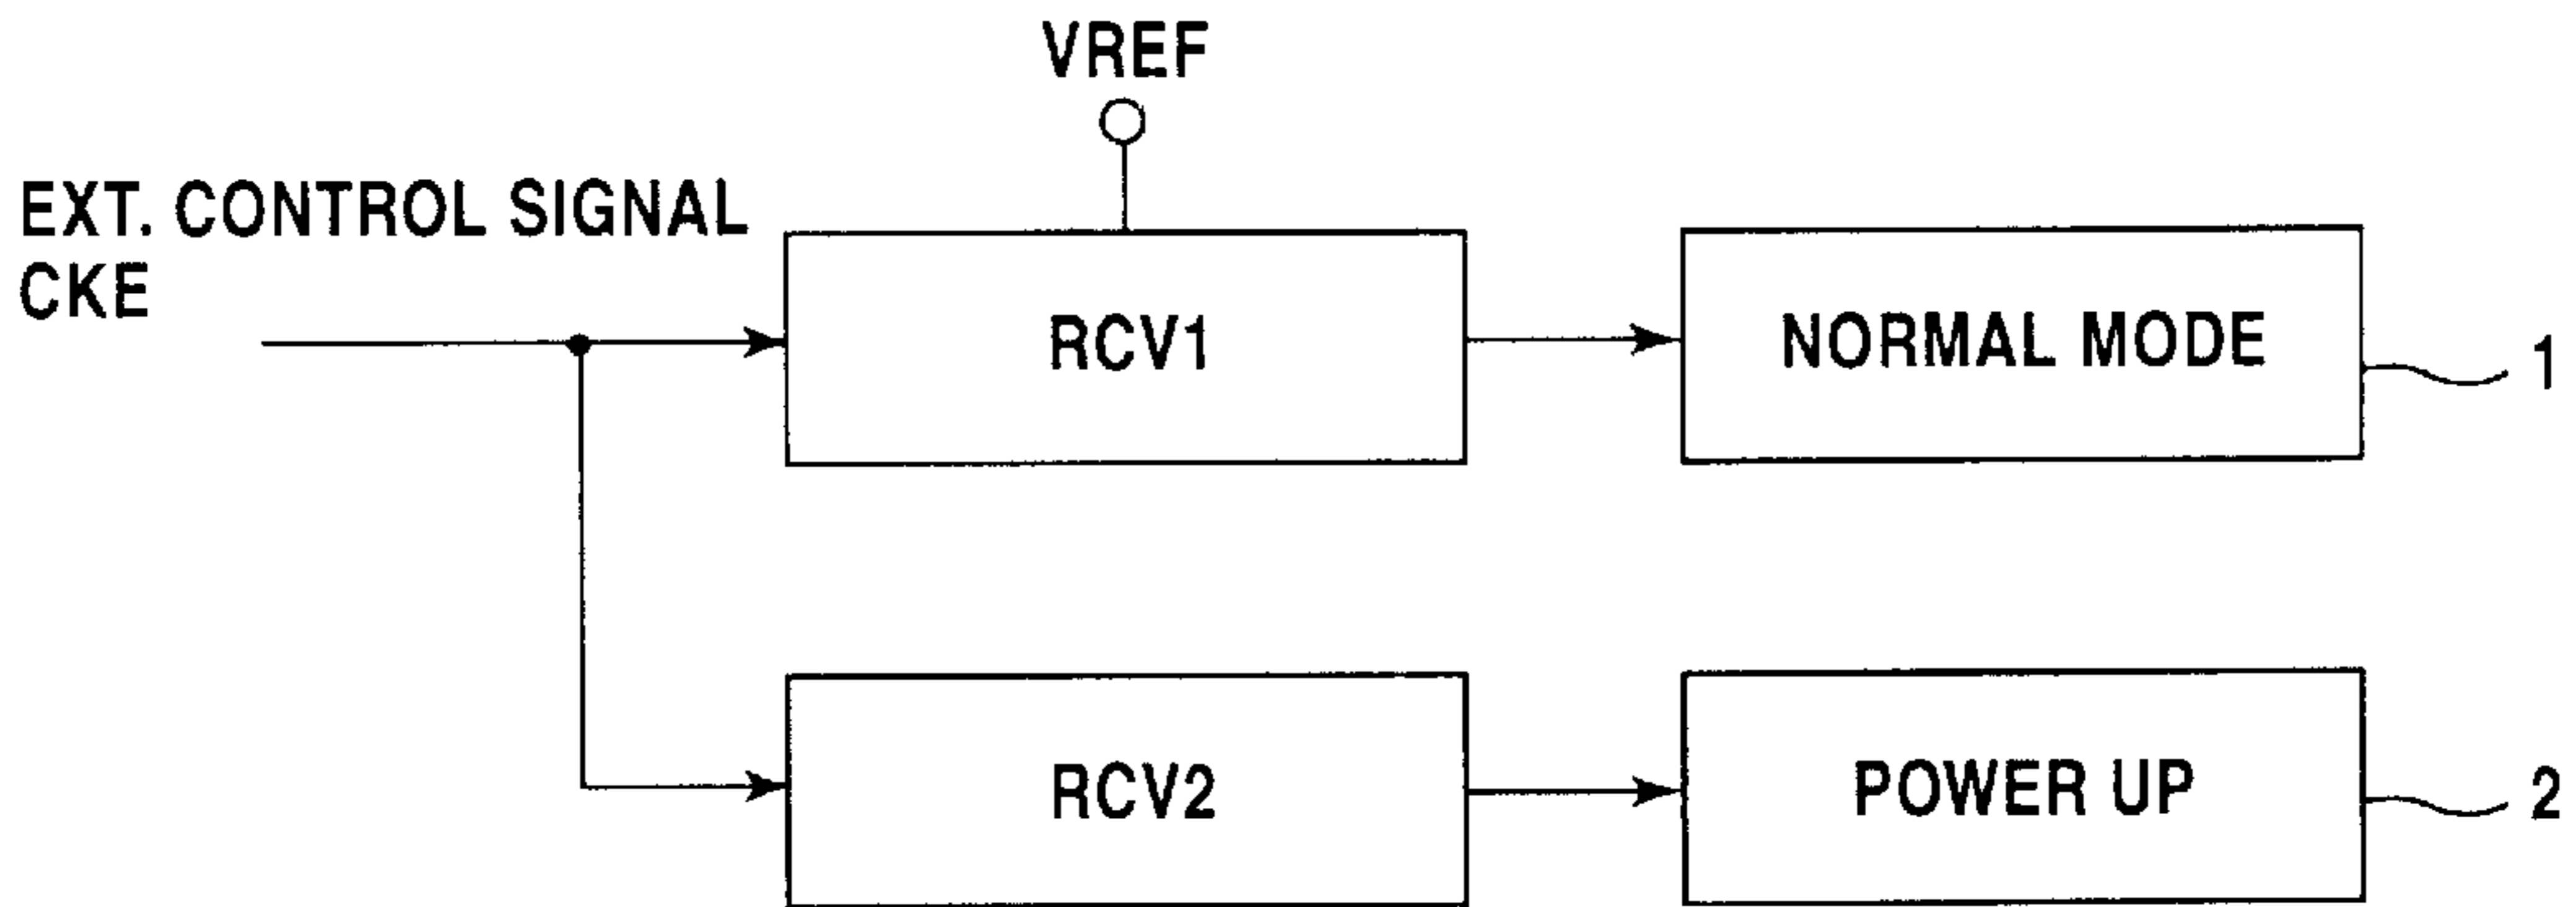 VREF
EXT. CONTROL SIGNAL
CKE
RCV1
NORMAL MODE
1
RCV2
POWER UP
2